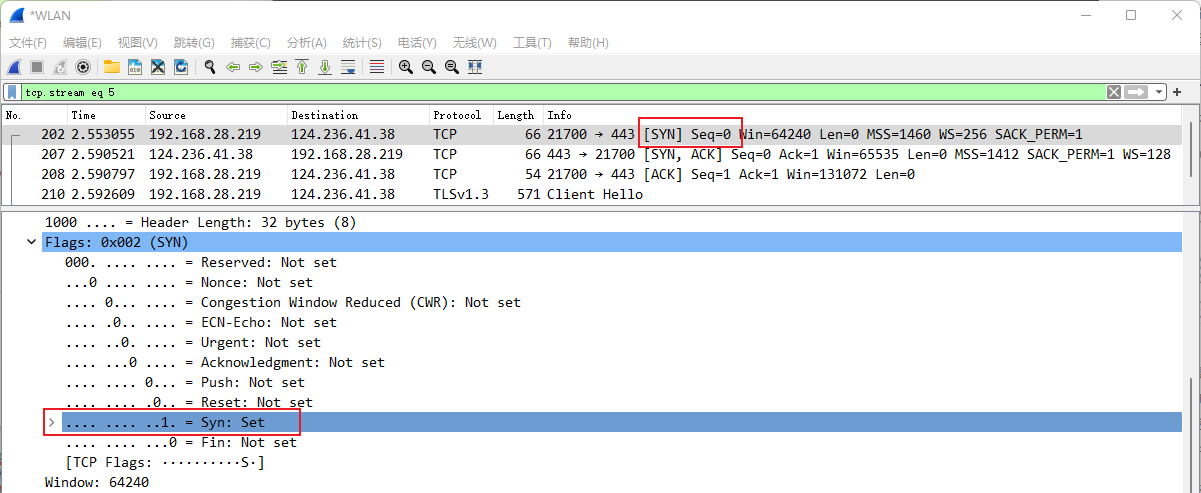 *WLAN
文件(F) 编辑(E) 视图(V) 跳转(G) 捕获(C) 分析(A) 统计(S) 电话(Y) 无线(W) 工具(T) 帮助(H)
tcp.stream eq 5
No. Time Source Destination Protocol Length Info
202 2.553055 192.168.28.219 124.236.41.38 TCP 66 21700 → 443 [SYN] Seq=0 Win=64240 Len=0 MSS=1460 WS=256 SACK_PERM=1
207 2.590521 124.236.41.38 192.168.28.219 TCP 66 443 → 21700 [SYN, ACK] Seq=0 Ack=1 Win=65535 Len=0 MSS=1412 SACK_PERM=1 WS=128
208 2.590797 192.168.28.219 124.236.41.38 TCP 54 21700 → 443 [ACK] Seq=1 Ack=1 Win=131072 Len=0
210 2.592609 192.168.28.219 124.236.41.38 TLSv1.3 571 Client Hello
1000 .... = Header Length: 32 bytes (8)
Flags: 0x002 (SYN)
000. .... .... = Reserved: Not set
...0 .... .... = Nonce: Not set
.... 0... .... = Congestion Window Reduced (CWR): Not set
.... .0.. .... = ECN-Echo: Not set
.... ..0. .... = Urgent: Not set
.... ...0 .... = Acknowledgment: Not set
.... .... 0... = Push: Not set
.... .... .0.. = Reset: Not set
.... .... ..1. = Syn: Set
.... .... ...0 = Fin: Not set
[TCP Flags: ··········S·]
Window: 64240